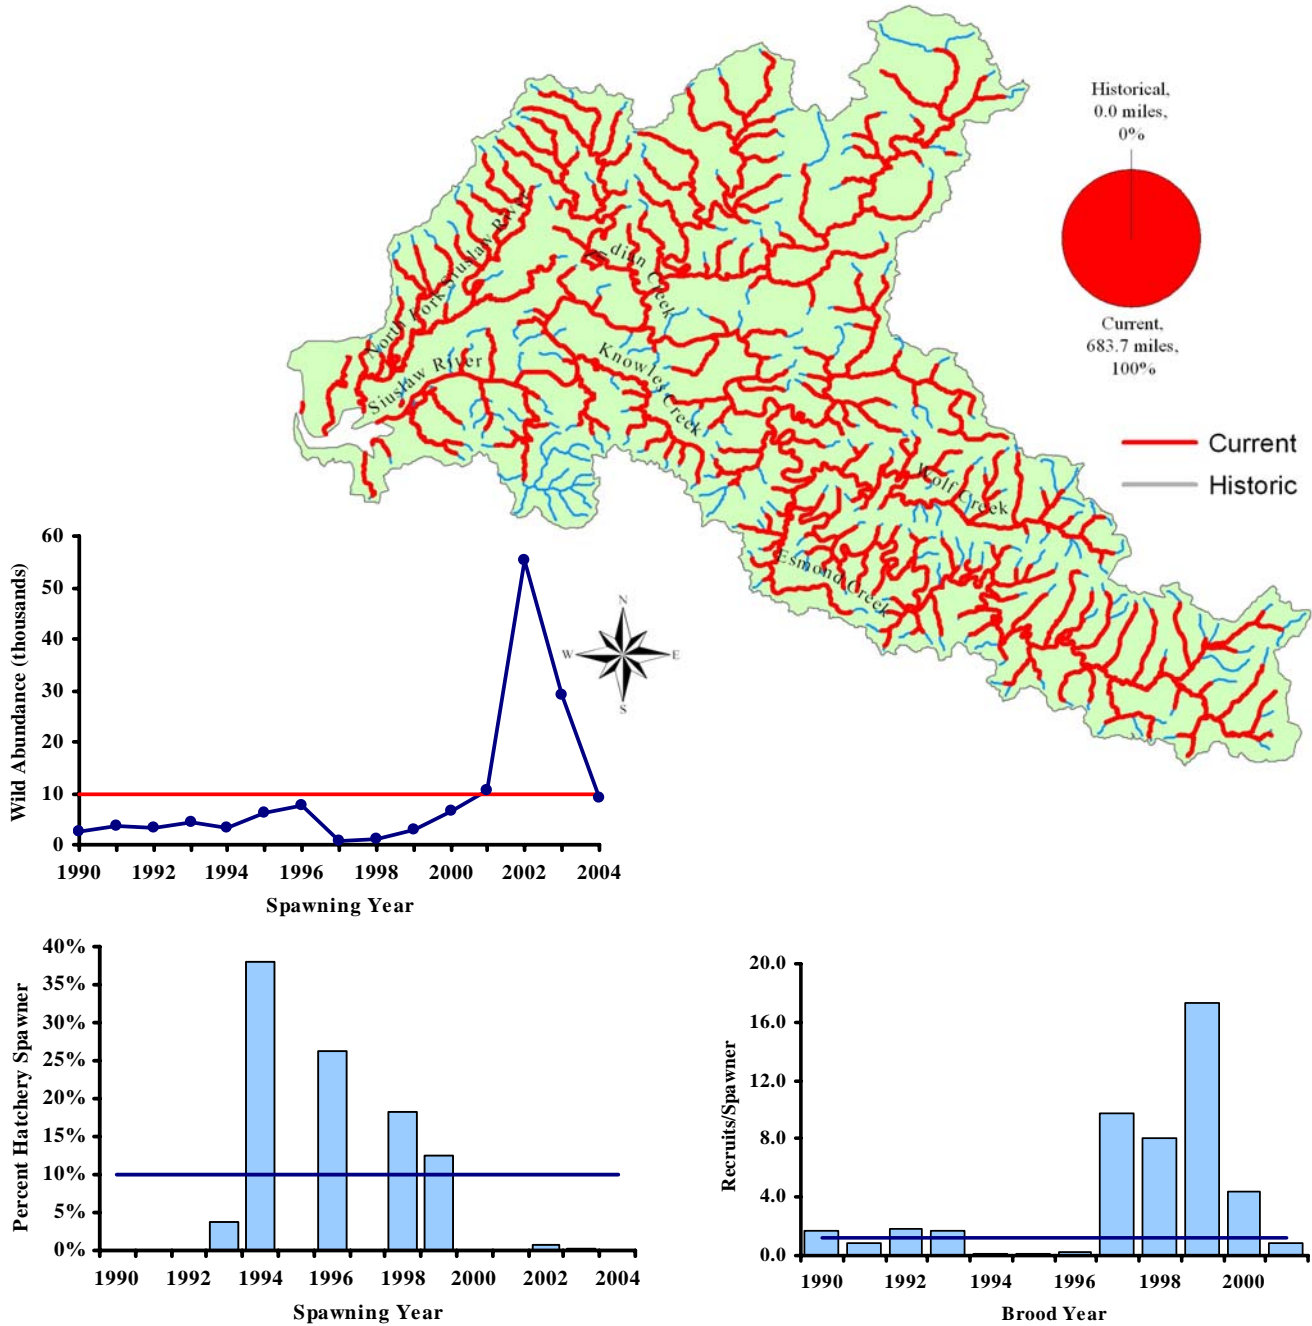 Historical,
0.0 miles,
0%
Current,
683.7 miles,
100%
Current
Historic
North Fork Siuslaw River
Siuslaw River
dian Creek
Knowles Creek
Wolf Creek
Esmond Creek
N
W
E
S
Wild Abundance (thousands)
60
50
40
30
20
10
0
1990 1992 1994 1996 1998 2000 2002 2004
Spawning Year
Percent Hatchery Spawner
40%
35%
30%
25%
20%
15%
10%
5%
0%
1990 1992 1994 1996 1998 2000 2002 2004
Spawning Year
Recruits/Spawner
20.0
16.0
12.0
8.0
4.0
0.0
1990 1992 1994 1996 1998 2000
Brood Year